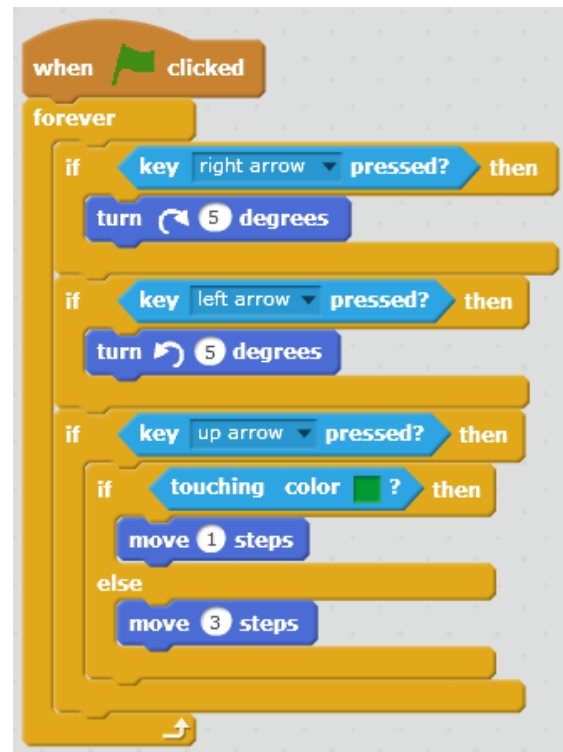 when clicked
forever
if key right arrow pressed? then
turn 5 degrees
if key left arrow pressed? then
turn 5 degrees
if key up arrow pressed? then
if touching color ? then
move 1 steps
else
move 3 steps